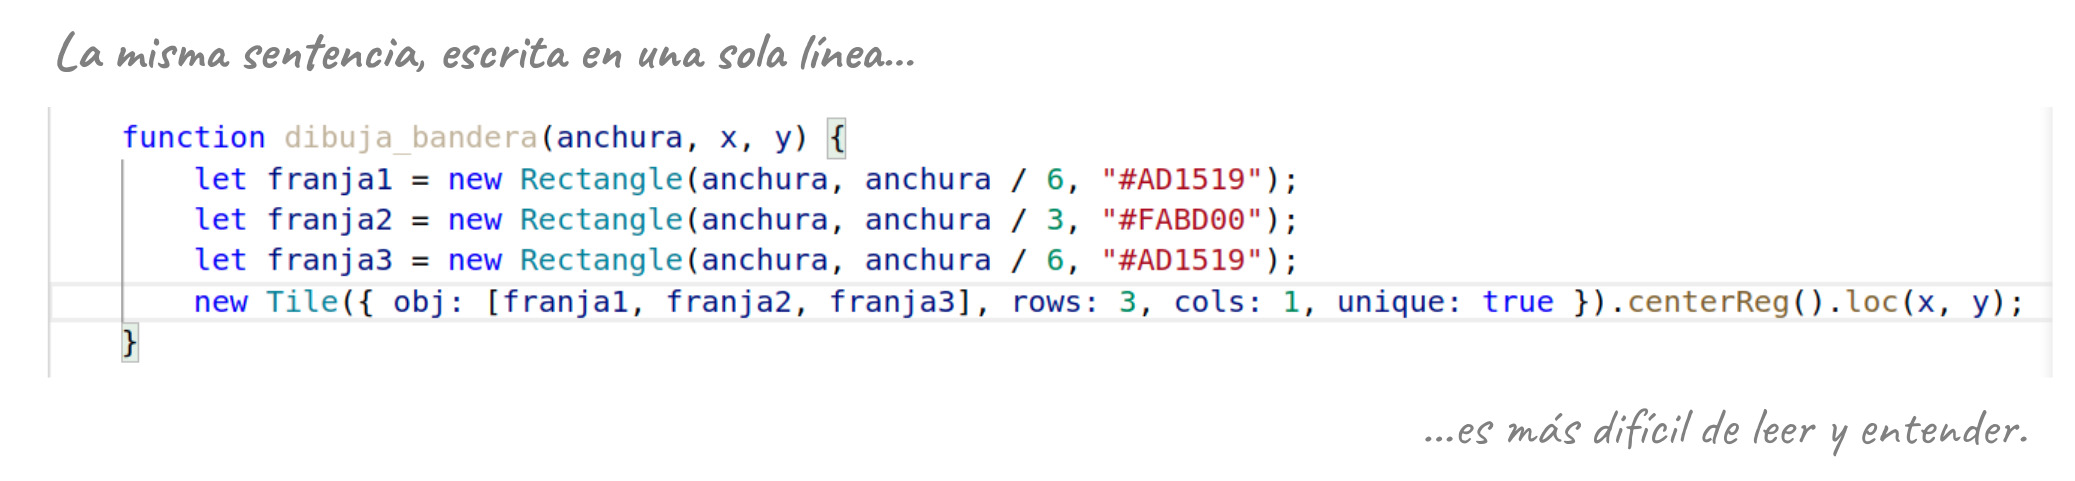 La misma sentencia, escrita en una sola línea...
function dibuja_bandera(anchura, x, y) {
    let franja1 = new Rectangle(anchura, anchura / 6, "#AD1519");
    let franja2 = new Rectangle(anchura, anchura / 3, "#FABD00");
    let franja3 = new Rectangle(anchura, anchura / 6, "#AD1519");
    new Tile({ obj: [franja1, franja2, franja3], rows: 3, cols: 1, unique: true }).centerReg().loc(x, y);
}
...es más difícil de leer y entender.